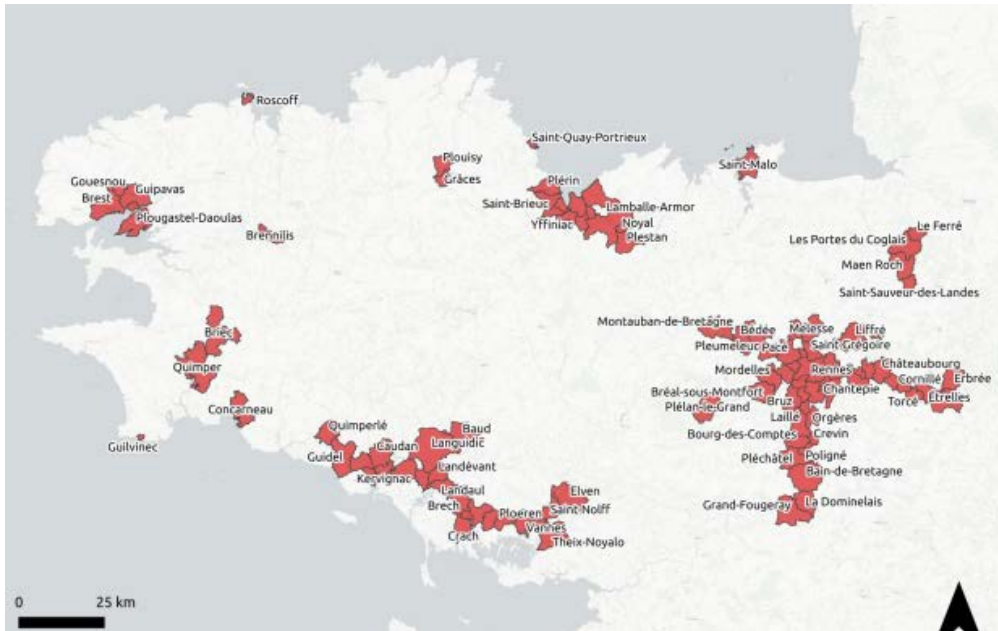 Roscoff
Saint-Quay-Portrieux
Plouisy
Saint-Malo
Grâces
Gouesnou
Plérin
Guipavas
Brest
Saint-Brieuc
Lamballe-Armor
Plougastel-Daoulas
Yffiniac
Noyal
Le Ferré
Brennilis
Plestan
Les Portes du Coglais
Maen Roch
Saint-Sauveur-des-Landes
Montauban-de-Bretagne
Bédée
Melesse
Liffré
Briec
Pleumeleuc
Pacé
Saint-Grégoire
Châteaubourg
Quimper
Mordelles
Rennes
Cornillé
Erbrée
Bréal-sous-Montfort
Chantepie
Torcé
Etrelles
Concarneau
Plélan-le-Grand
Bruz
Laillé
Orgères
Quimperlé
Baud
Guilvinec
Caudan
Languidic
Bourg-des-Comptes
Crevin
Guidel
Pléchâtel
Poligné
Kervignac
Landévant
Bain-de-Bretagne
Landaul
Elven
Brech
Ploeren
Saint-Nolff
Grand-Fougeray
La Dominelais
Vannes
Crach
Theix-Noyalo
0
25 km